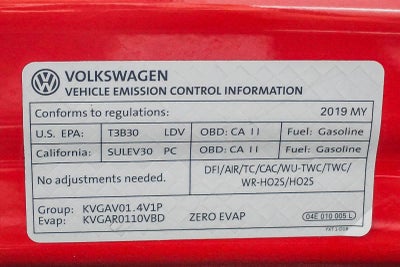 VOLKSWAGEN
VEHICLE EMISSION CONTROL INFORMATION
Conforms to regulations: 2019 MY
U.S. EPA: T3B30 LDV OBD: CA II Fuel: Gasoline
California: SULEV30 PC OBD: CA II Fuel: Gasoline
No adjustments needed.
DFI/AIR/TC/CAC/WU-TWC/TWC/
WR-HO2S/HO2S
Group: KVGAV01.4V1P
Evap: KVGAR0110VBD ZERO EVAP 04E 010 005 L